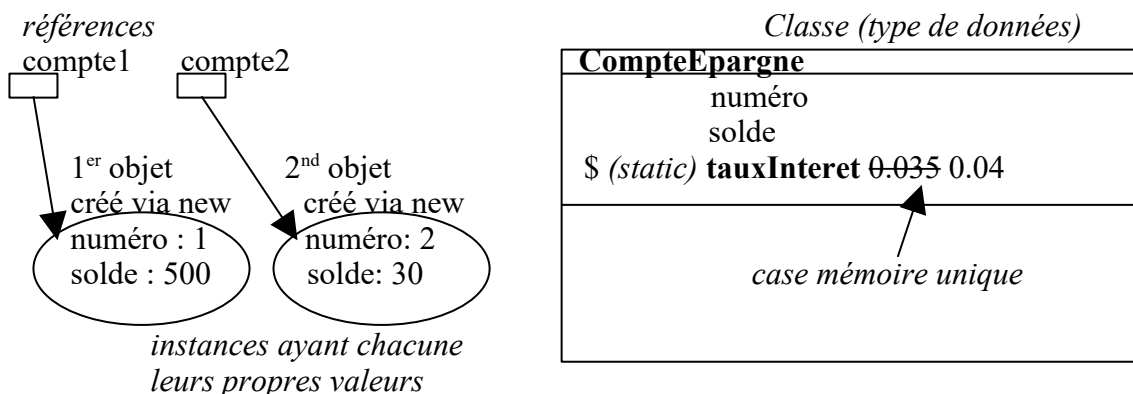 références
compte1 compte2
1er objet
créé via new
numéro : 1
solde : 500
2nd objet
créé via new
numéro: 2
solde: 30
instances ayant chacune
leurs propres valeurs
Classe (type de données)
CompteEpargne
numéro
solde
$ (static) tauxInteret 0.035 0.04
case mémoire unique